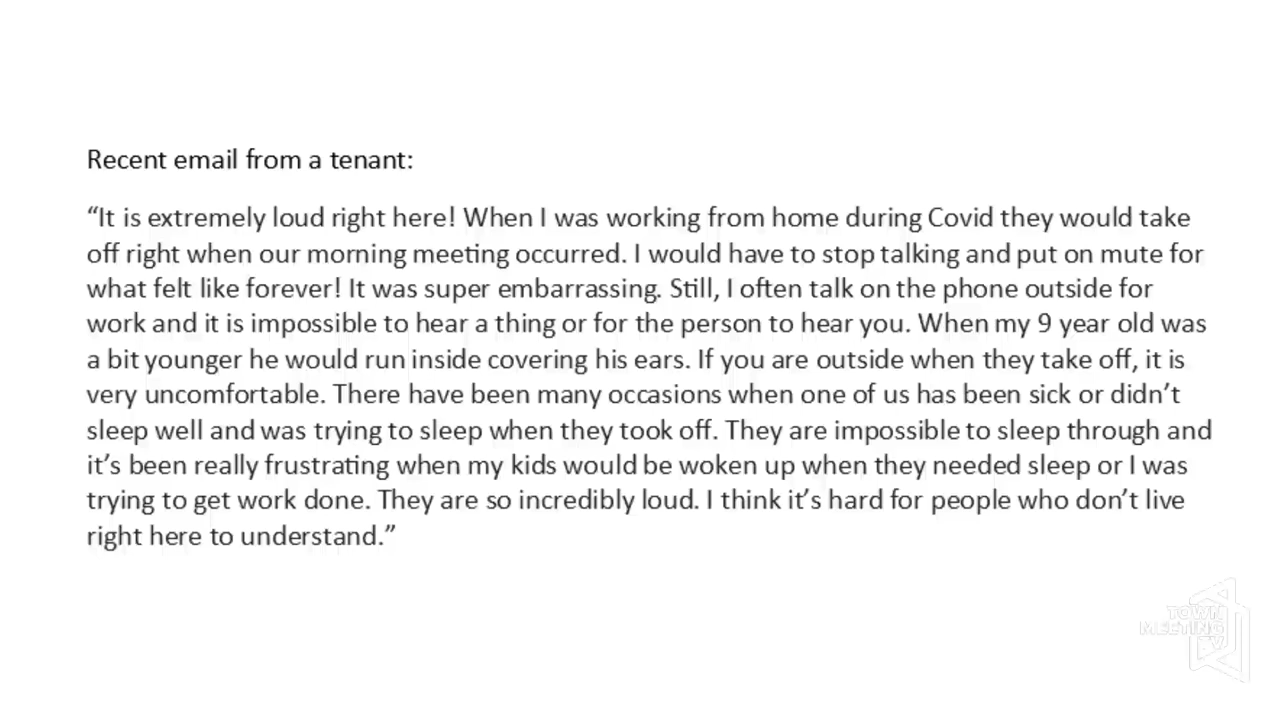 Recent email from a tenant:
“It is extremely loud right here! When I was working from home during Covid they would take
off right when our morning meeting occurred. I would have to stop talking and put on mute for
what felt like forever! It was super embarrassing. Still, I often talk on the phone outside for
work and it is impossible to hear a thing or for the person to hear you. When my 9 year old was
a bit younger he would run inside covering his ears. If you are outside when they take off, it is
very uncomfortable. There have been many occasions when one of us has been sick or didn’t
sleep well and was trying to sleep when they took off. They are impossible to sleep through and
it’s been really frustrating when my kids would be woken up when they needed sleep or I was
trying to get work done. They are so incredibly loud. I think it’s hard for people who don’t live
right here to understand.”
TOWN
MEETING
TV